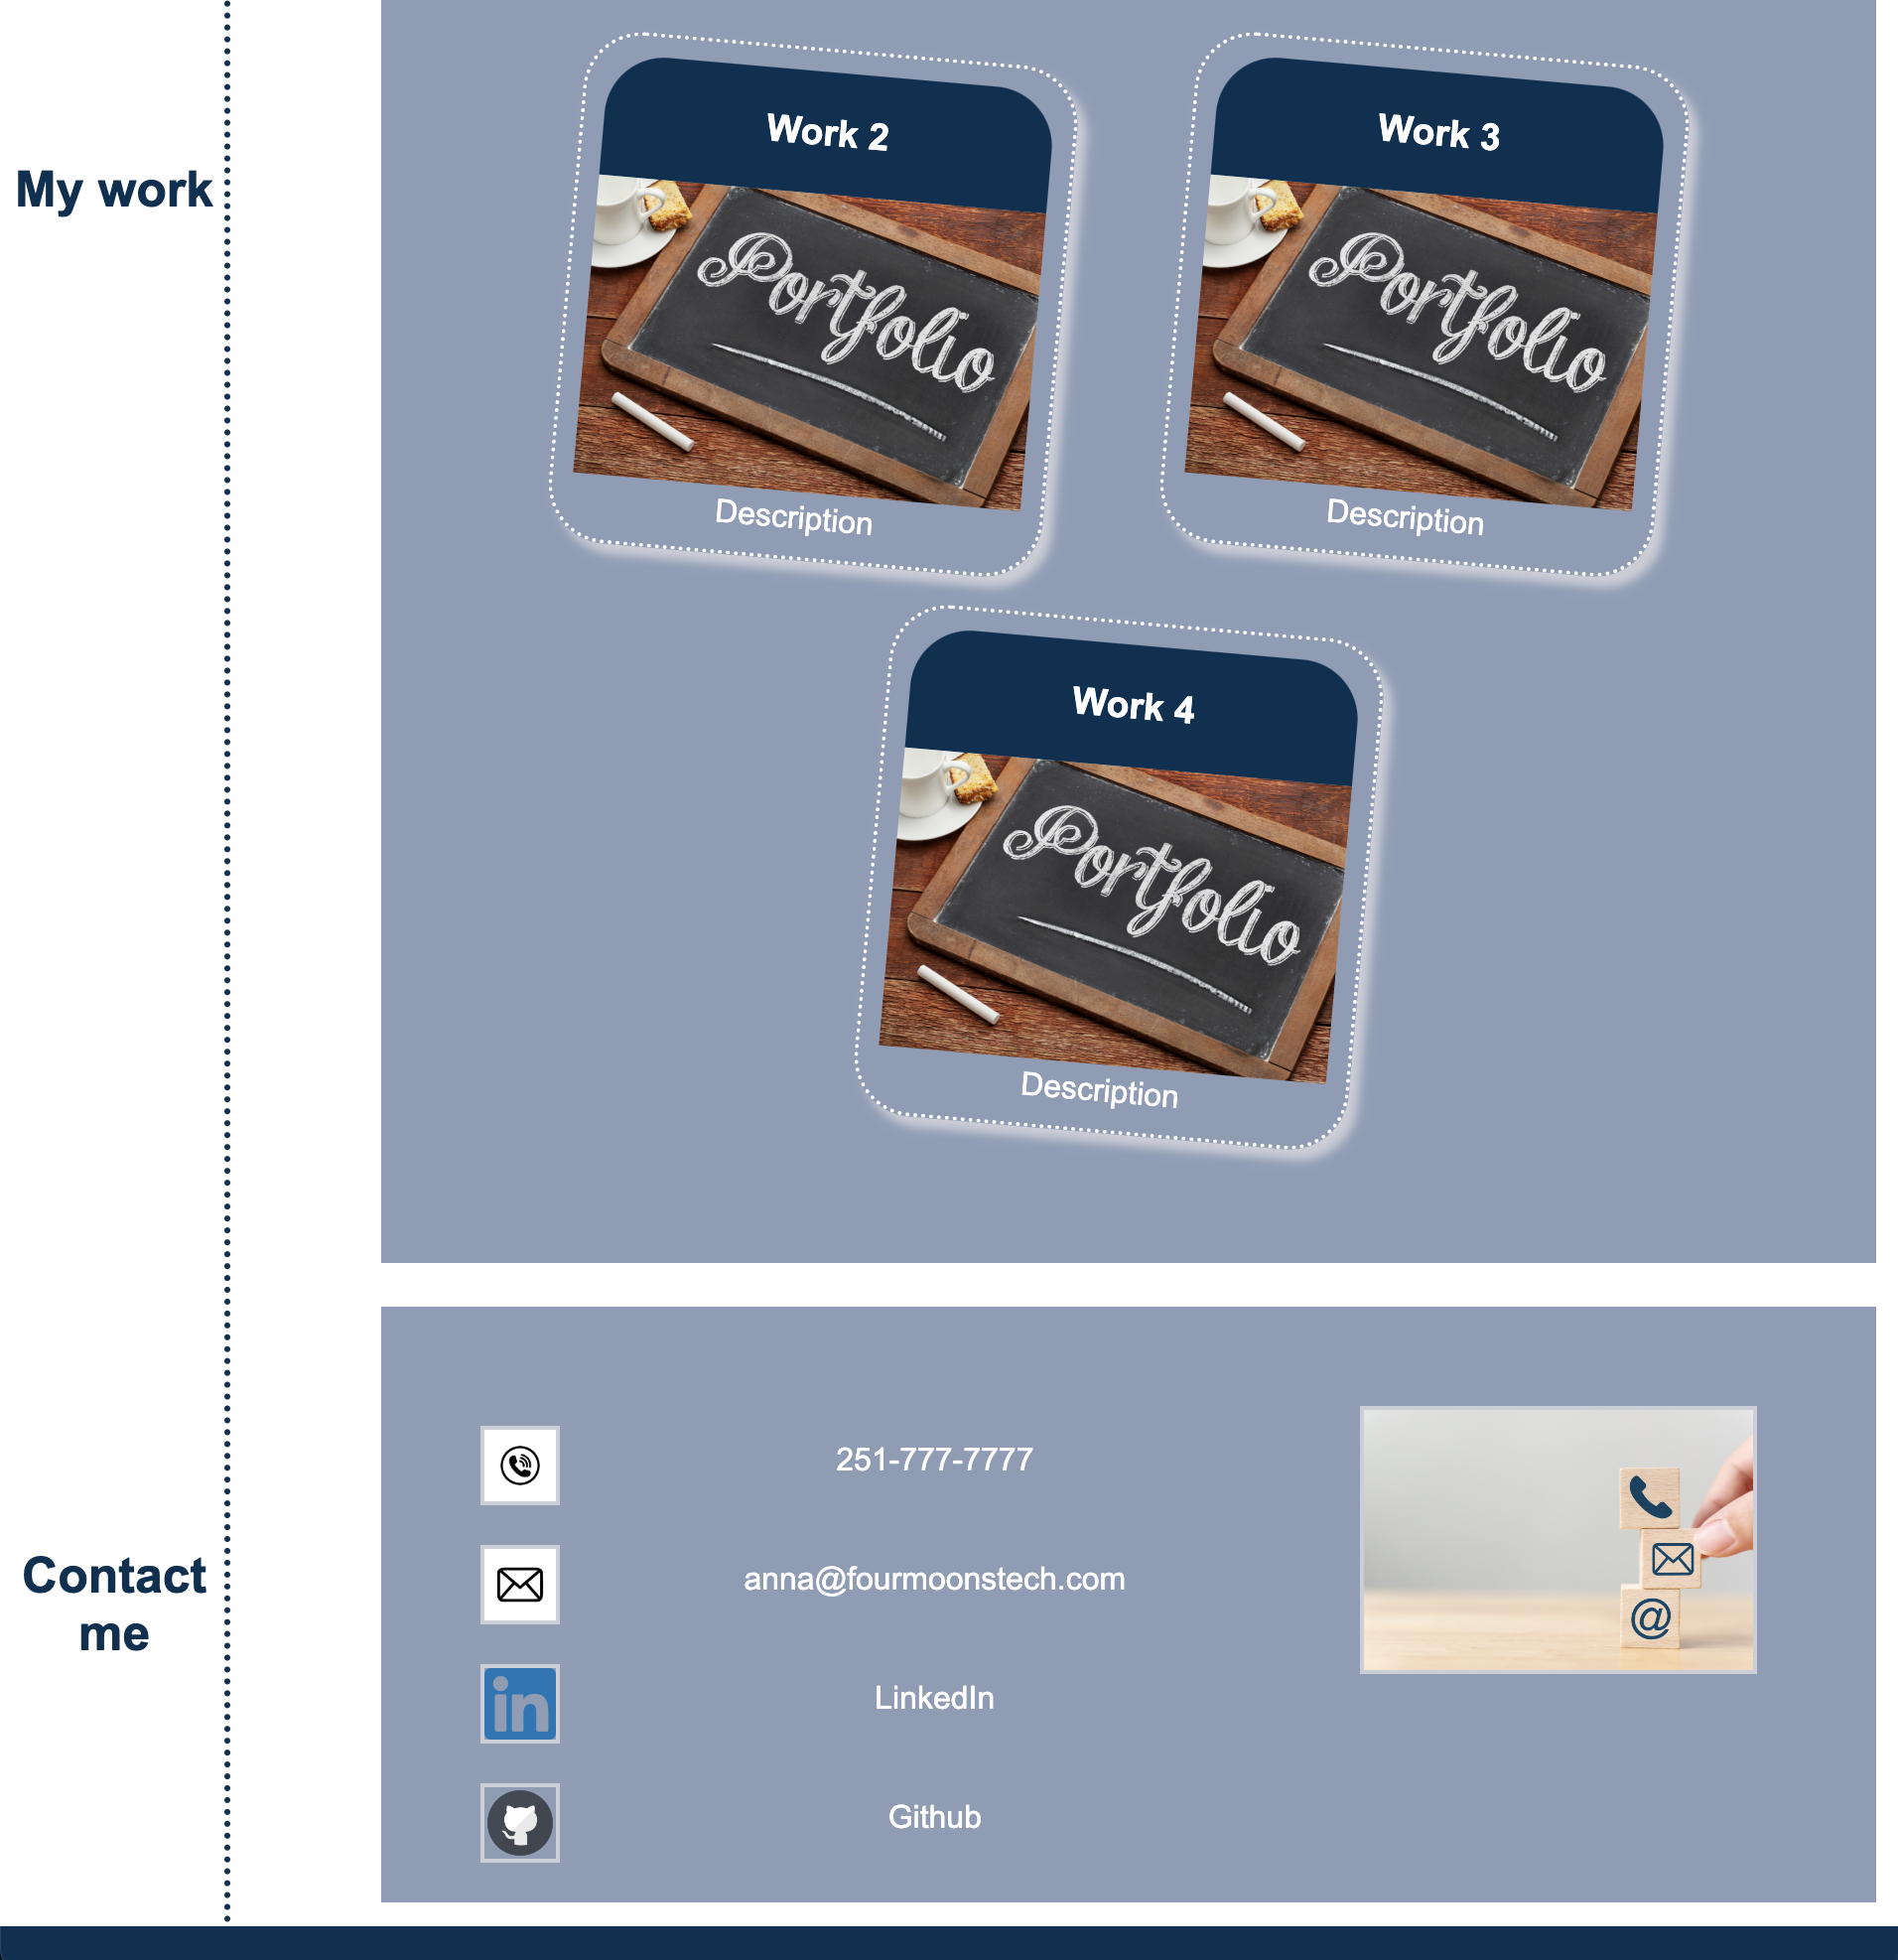 My work
Work 2
Portfolio
Description
Work 3
Portfolio
Description
Work 4
Portfolio
Description
Contact
me
251-777-7777
anna@fourmoonstech.com
in
LinkedIn
Github
@